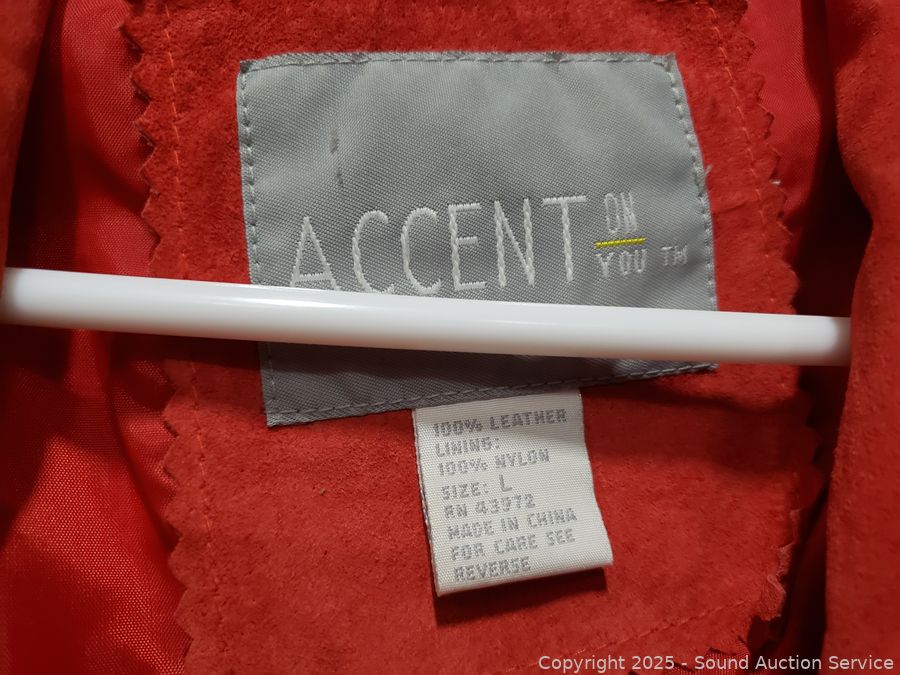 ACCENT ON YOU ™
100% LEATHER
LINING:
100% NYLON
SIZE: L
RN 43972
MADE IN CHINA
FOR CARE SEE
REVERSE
Copyright © 2025 - Sound Auction Service